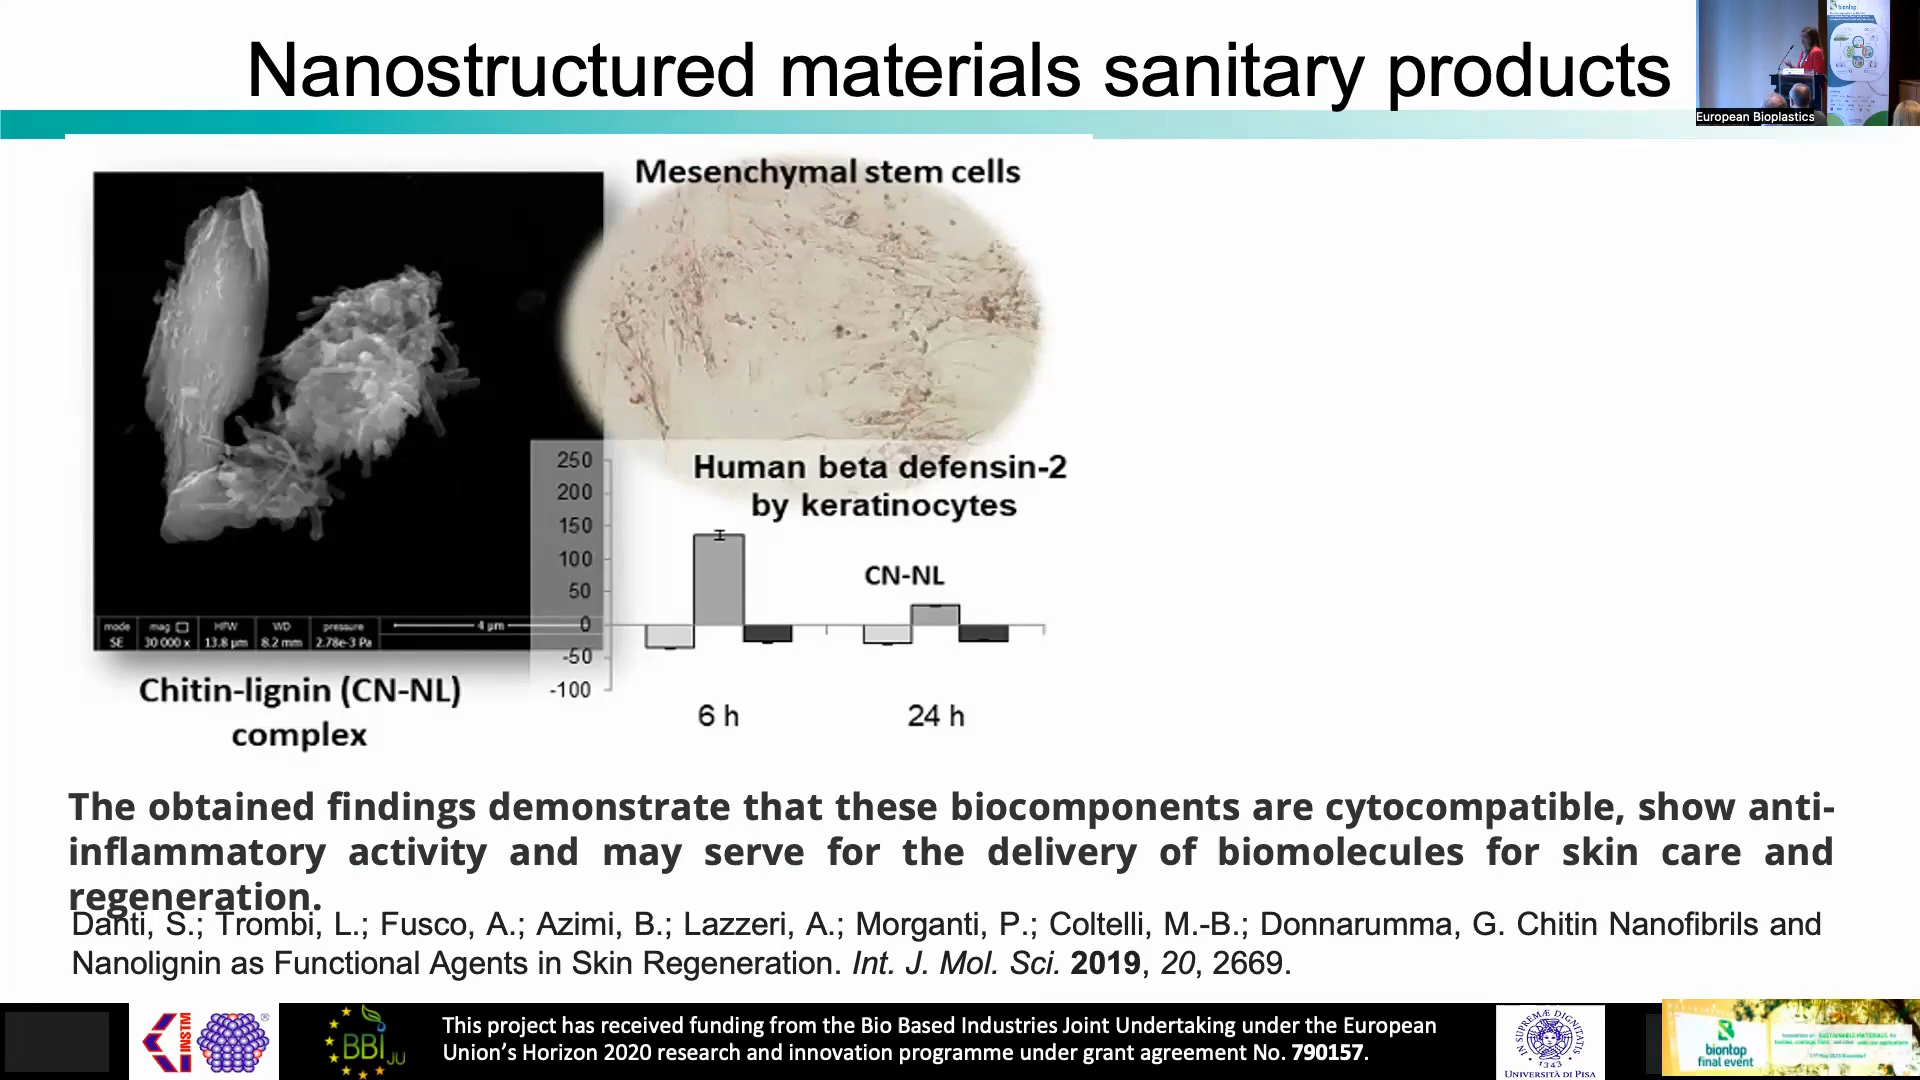 Nanostructured materials sanitary products
European Bioplastics
biontop
Mesenchymal stem cells
Human beta defensin-2
by keratinocytes
CN-NL
250
200
150
100
50
0
-50
-100
6 h
24 h
mode
mag
HFW
WD
pressure
4 µm
SE
30 000 x
13.8 µm
8.2 mm
2.78e-3 Pa
Chitin-lignin (CN-NL)
complex
The obtained findings demonstrate that these biocomponents are cytocompatible, show anti-
inflammatory activity and may serve for the delivery of biomolecules for skin care and
regeneration.
Danti, S.; Trombi, L.; Fusco, A.; Azimi, B.; Lazzeri, A.; Morganti, P.; Coltelli, M.-B.; Donnarumma, G. Chitin Nanofibrils and
Nanolignin as Functional Agents in Skin Regeneration. Int. J. Mol. Sci. 2019, 20, 2669.
INSTM
BBI JU
This project has received funding from the Bio Based Industries Joint Undertaking under the European
Union's Horizon 2020 research and innovation programme under grant agreement No. 790157.
IN SUPREMÆ DIGNITATIS
1343
UNIVERSITÀ DI PISA
biontop
final event